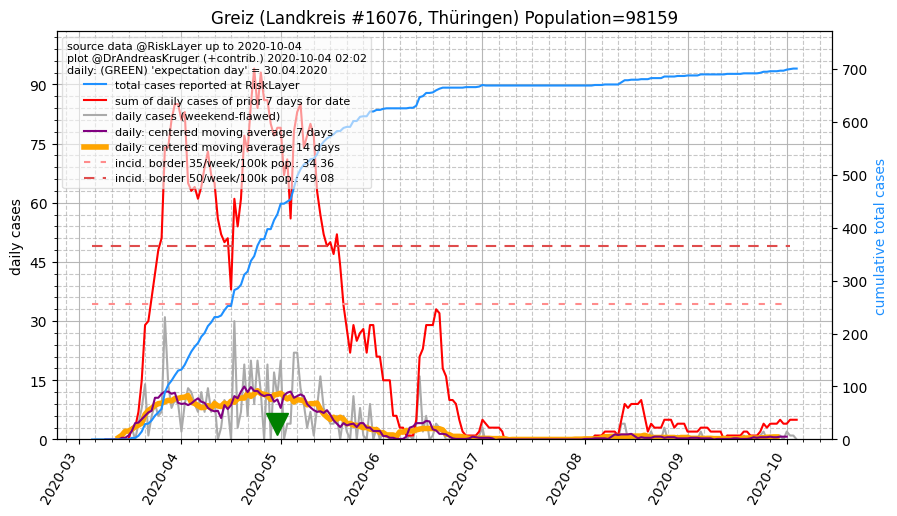 Greiz (Landkreis #16076, Thüringen) Population=98159
source data @RiskLayer up to 2020-10-04
plot @DrAndreasKruger (+contrib.) 2020-10-04 02:02
daily: (GREEN) 'expectation day' = 30.04.2020
total cases reported at RiskLayer
sum of daily cases of prior 7 days for date
daily cases (weekend-flawed)
daily: centered moving average 7 days
daily: centered moving average 14 days
incid. border 35/week/100k pop.: 34.36
incid. border 50/week/100k pop.: 49.08
daily cases
90
75
60
45
30
15
0
cumulative total cases
700
600
500
400
300
200
100
0
2020-03
2020-04
2020-05
2020-06
2020-07
2020-08
2020-09
2020-10